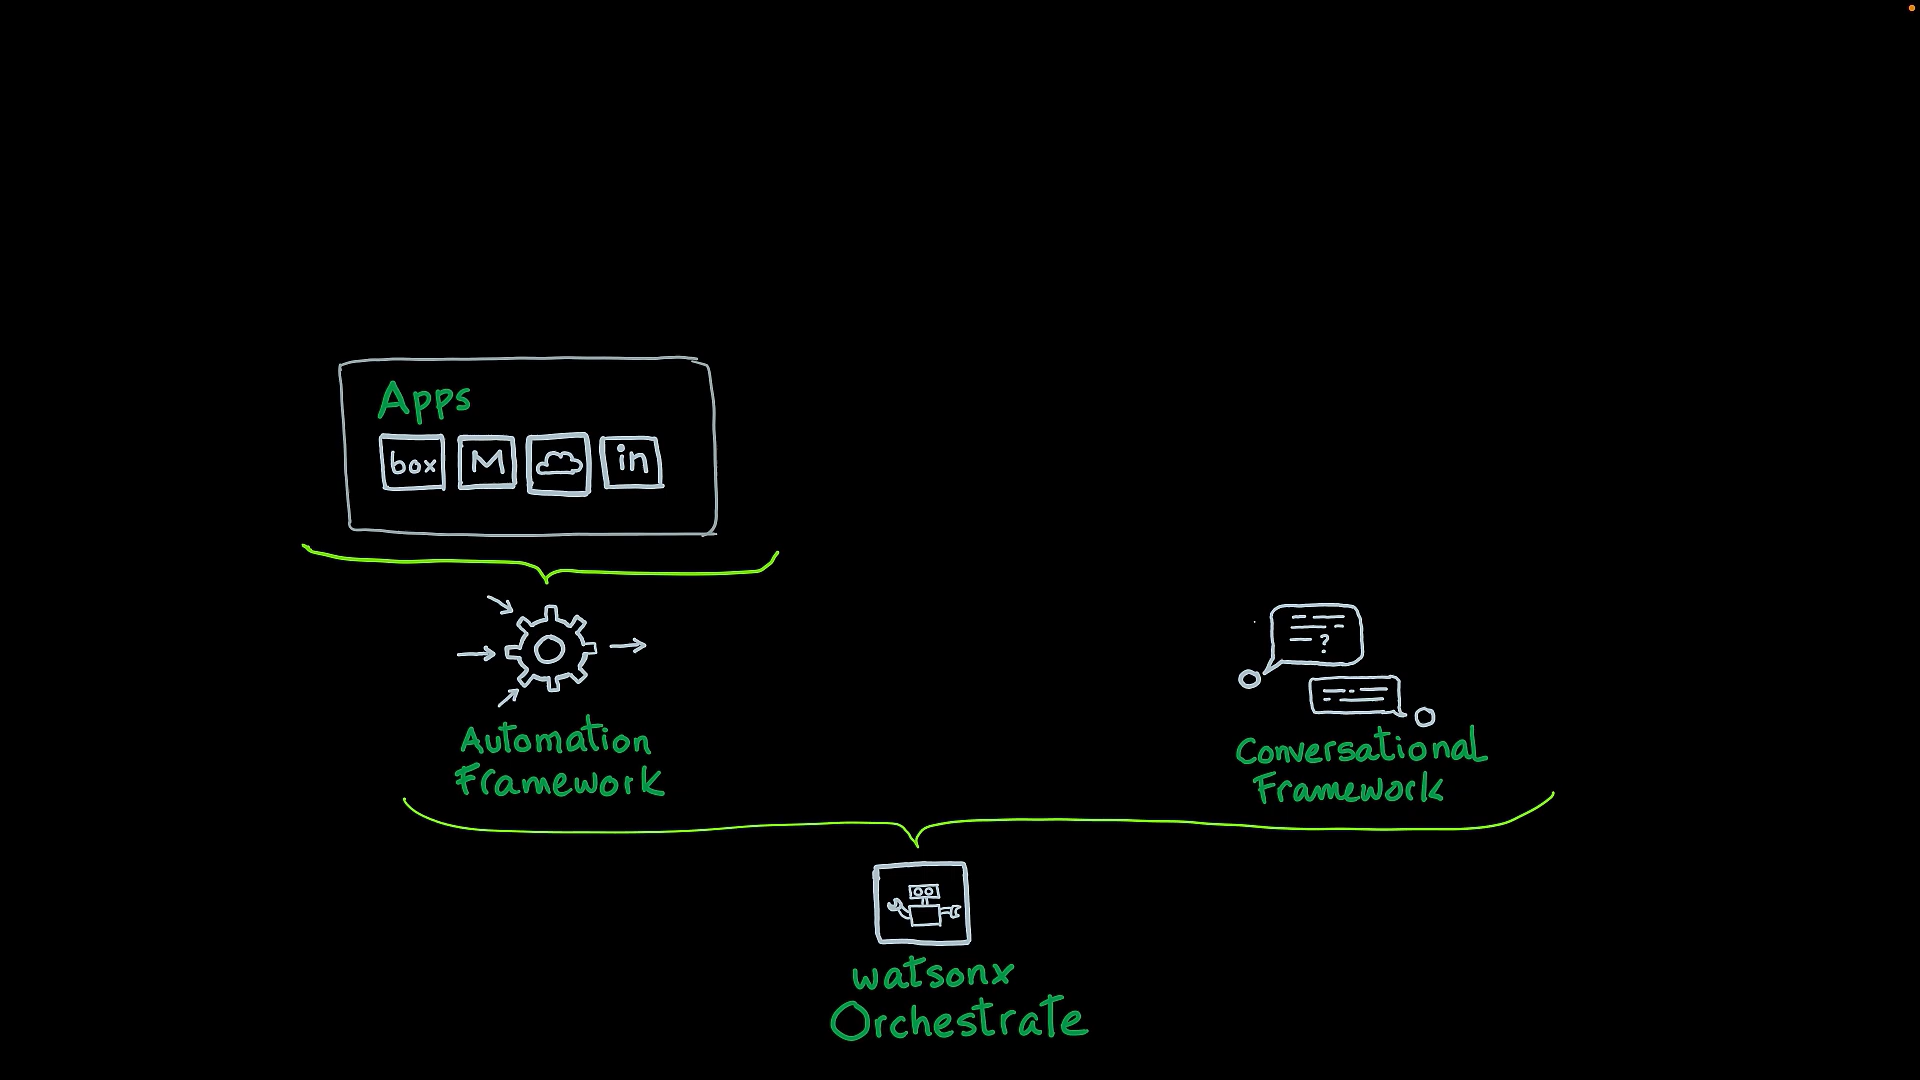 Apps
box M in
?
Automation
Framework
Conversational
Framework
watsonx
Orchestrate